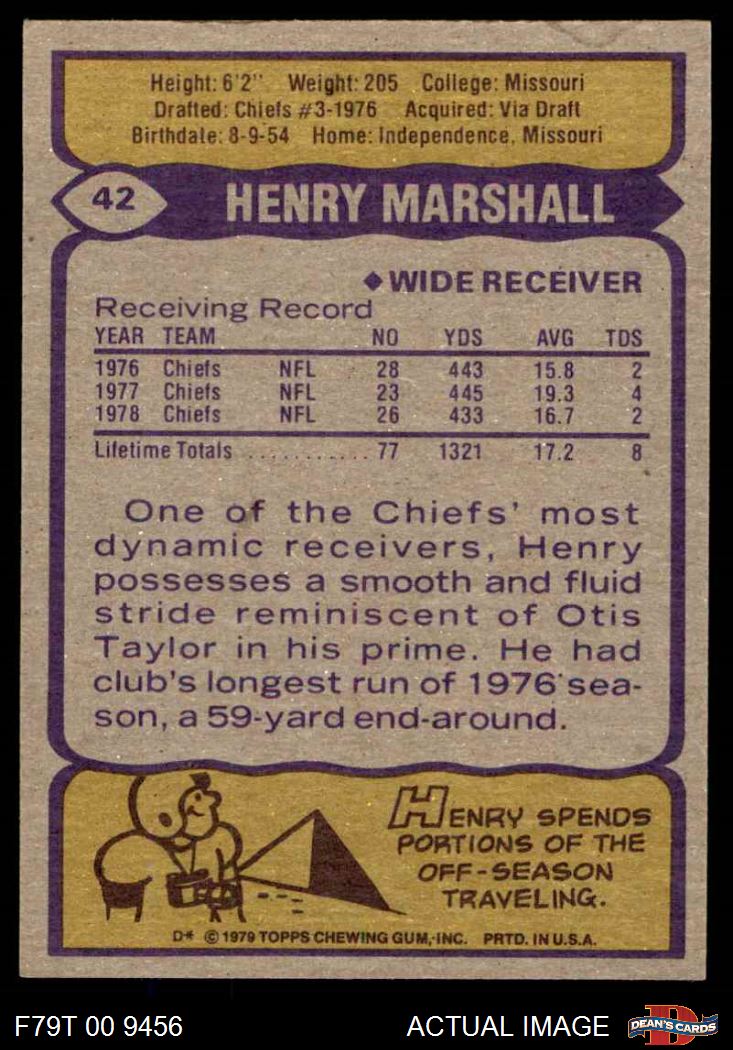 Height: 6'2" Weight: 205 College: Missouri
Drafted: Chiefs #3-1976 Acquired: Via Draft
Birthdate: 8-9-54 Home: Independence, Missouri
42 HENRY MARSHALL
◆WIDE RECEIVER
Receiving Record
YEAR TEAM NO YDS AVG TDS
1976 Chiefs NFL 28 443 15.8 2
1977 Chiefs NFL 23 445 19.3 4
1978 Chiefs NFL 26 433 16.7 2
Lifetime Totals ........... 77 1321 17.2 8
One of the Chiefs' most
dynamic receivers, Henry
possesses a smooth and fluid
stride reminiscent of Otis
Taylor in his prime. He had
club's longest run of 1976 sea-
son, a 59-yard end-around.
HENRY SPENDS
PORTIONS OF THE
OFF-SEASON
TRAVELING.
D* © 1979 TOPPS CHEWING GUM, INC. PRTD. IN U.S.A.
F79T 00 9456 ACTUAL IMAGE D DEAN'S CARDS